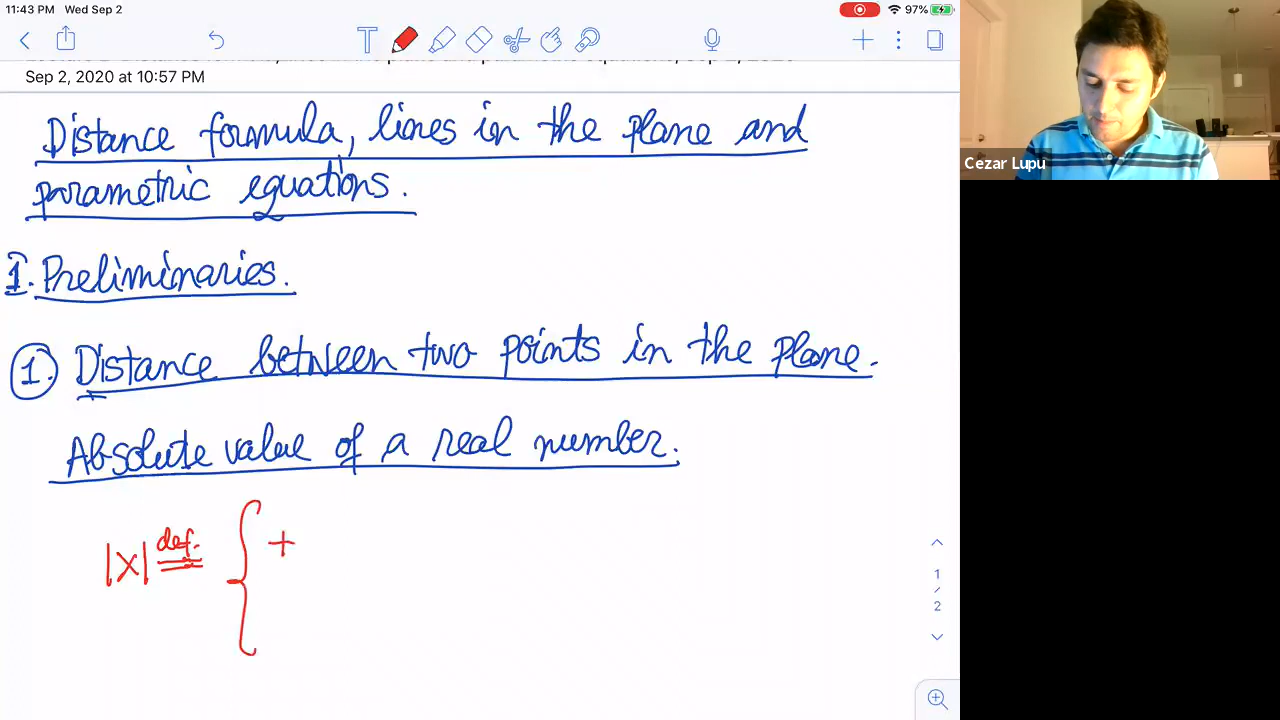 11:43 PM Wed Sep 2
97%
Sep 2, 2020 at 10:57 PM
Distance formula, lines in the plane and
parametric equations.
I. Preliminaries.
1. Distance between two points in the plane.
Absolute value of a real number.
|x| def. = { +
1
/
2
Cezar Lupu